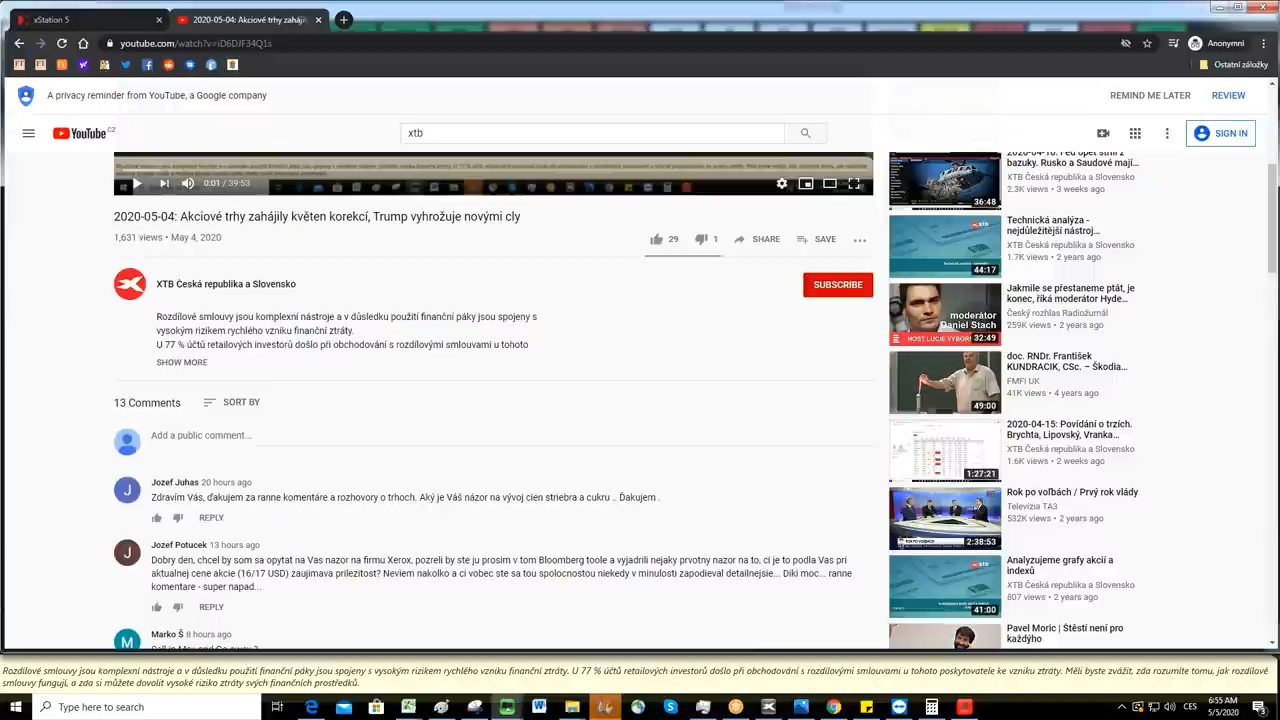 xStation 5
2020-05-04: Akciové trhy zahájily
youtube.com/watch?v=iD6DJF34Q1s
Anonymní
Ostatní záložky
A privacy reminder from YouTube, a Google company
REMIND ME LATER
REVIEW
YouTube CZ
xtb
SIGN IN
0:01 / 39:53
2020-05-04: Akciové trhy zahájily květen korekcí, Trump vyhrožuje novými cly
1,631 views • May 4, 2020
29
1
SHARE
SAVE
XTB Česká republika a Slovensko
SUBSCRIBE
Rozdílové smlouvy jsou komplexní nástroje a v důsledku použití finanční páky jsou spojeny s
vysokým rizikem rychlého vzniku finanční ztráty.
U 77 % účtů retailových investorů došlo při obchodování s rozdílovými smlouvami u tohoto
SHOW MORE
13 Comments
SORT BY
Add a public comment...
J
Jozef Juhas 20 hours ago
Zdravím Vás, ďakujem za ranne komentáre a rozhovory o trhoch. Aký je Váš názor na vývoj cien striebra a cukru .. Ďakujem .
REPLY
J
Jozef Potucek 13 hours ago
Dobry den, chcel by som sa opytat na Vas nazor na firmu Xerox, pozreli by ste ju prosim v tom Bloomberg toole a vyjadrili nejaky prvotny nazor na to, ci je to podla Vas pri
aktualnej cene akcie (16/17 USD) zaujimava prilezitost? Neviem nakolko a ci vobec ste sa tou spolocnostou niekedy v minulosti zapodieval detailnejsie... Diki moc... ranne
komentare - super napad...
REPLY
M
Marko Š 8 hours ago
bazuky. Rusko a Saudové mají...
XTB Česká republika a Slovensko
2.3K views • 3 weeks ago
36:48
Technická analýza -
nejdůležitější nástroj...
XTB Česká republika a Slovensko
1.7K views • 2 years ago
xtb
44:17
Jakmile se přestaneme ptát, je
konec, říká moderátor Hyde...
Český rozhlas Radiožurnál
259K views • 2 years ago
moderátor
Daniel Stach
HOST LUCIE VÝBOR
32:49
doc. RNDr. František
KUNDRACIK, CSc. – Škodia...
FMFI UK
41K views • 4 years ago
49:00
2020-04-15: Povídání o trzích.
Brychta, Lipovský, Vranka...
XTB Česká republika a Slovensko
1.6K views • 2 weeks ago
1:27:21
Rok po voľbách / Prvý rok vlády
Televízia TA3
532K views • 2 years ago
2:38:53
Analyzujeme grafy akcií a
indexů
XTB Česká republika a Slovensko
807 views • 2 years ago
xtb
41:00
Pavel Moric | Štěstí není pro
každýho
Rozdílové smlouvy jsou komplexní nástroje a v důsledku použití finanční páky jsou spojeny s vysokým rizikem rychlého vzniku finanční ztráty. U 77 % účtů retailových investorů došlo při obchodování s rozdílovými smlouvami u tohoto poskytovatele ke vzniku ztráty. Měli byste zvážit, zda rozumíte tomu, jak rozdílové
smlouvy fungují, a zda si můžete dovolit vysoké riziko ztráty svých finančních prostředků.
Type here to search
CES
6:55 AM
5/5/2020
3